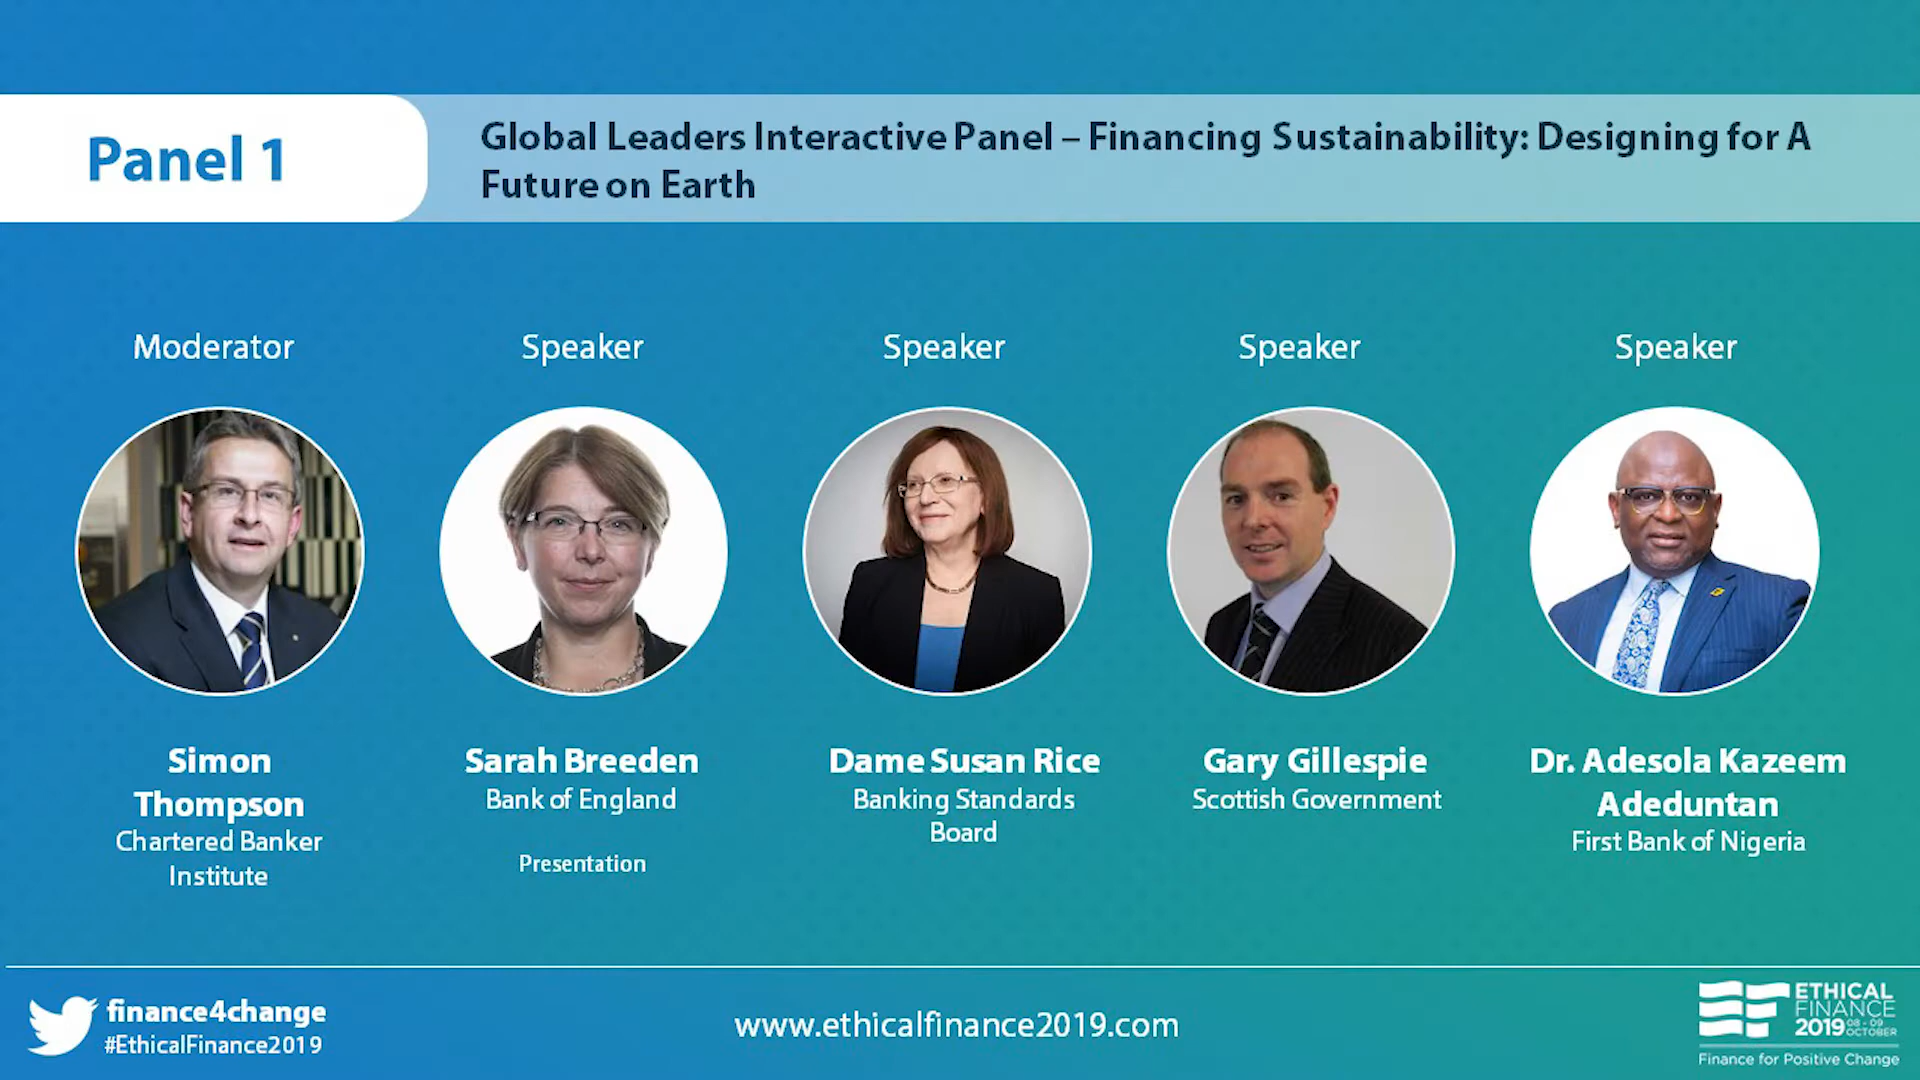 Panel 1
Global Leaders Interactive Panel – Financing Sustainability: Designing for A
Future on Earth
Moderator
Speaker
Speaker
Speaker
Speaker
Simon
Thompson
Chartered Banker
Institute
Sarah Breeden
Bank of England
Presentation
Dame Susan Rice
Banking Standards
Board
Gary Gillespie
Scottish Government
Dr. Adesola Kazeem
Adeduntan
First Bank of Nigeria
finance4change
#EthicalFinance2019
www.ethicalfinance2019.com
ETHICAL
FINANCE
2019 08 - 09
OCTOBER
Finance for Positive Change